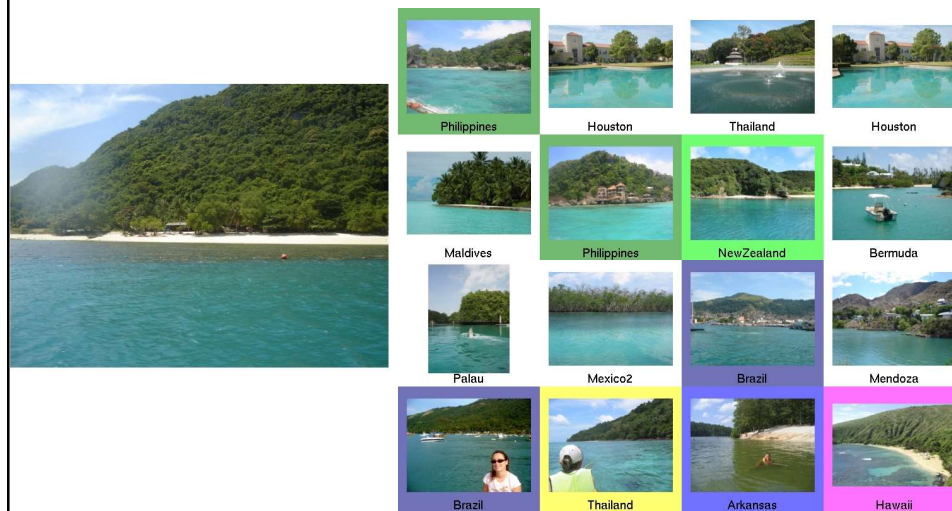 Philippines Houston Thailand Houston
Maldives Philippines NewZealand Bermuda
Palau Mexico2 Brazil Mendoza
Brazil Thailand Arkansas Hawaii